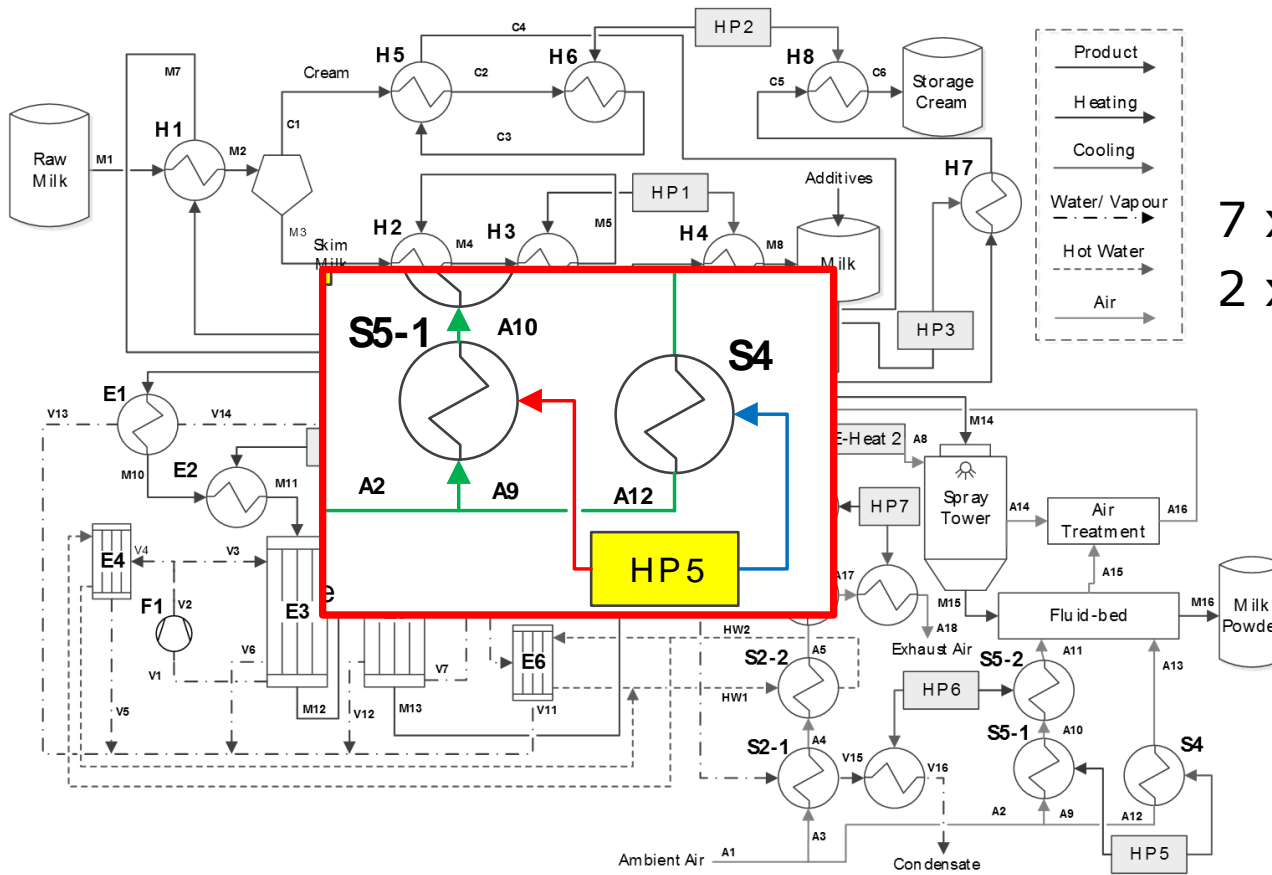 C4
HP2
H5
H6
H8
M7
Cream
C2
C5
C6
Storage
Cream
Product
Heating
Cooling
Water/ Vapour
Hot Water
Air
7 x
2 x
C1
C3
H1
Raw
Milk
M1
M2
H7
HP1
Additives
M3
Skim
H2
M4
H3
M5
H4
M8
Milk
HP3
S5-1
A10
S4
A2
A9
A12
HP5
E1
V13
V14
M10
E2
M11
M14
E-Heat 2
A8
Spray
Tower
A14
Air
Treatment
A16
HP7
E4
V4
V3
V2
F1
E3
V1
V6
V5
M12
V12
M13
V7
E6
V11
HW2
HW1
A17
A18
Exhaust Air
M15
A15
Fluid-bed
M16
Milk
Powde
S2-2
A5
HP6
S5-2
A11
A13
S2-1
A4
V15
V16
S5-1
A10
S4
A2
A9
A12
A3
A1
Ambient Air
Condensate
HP5